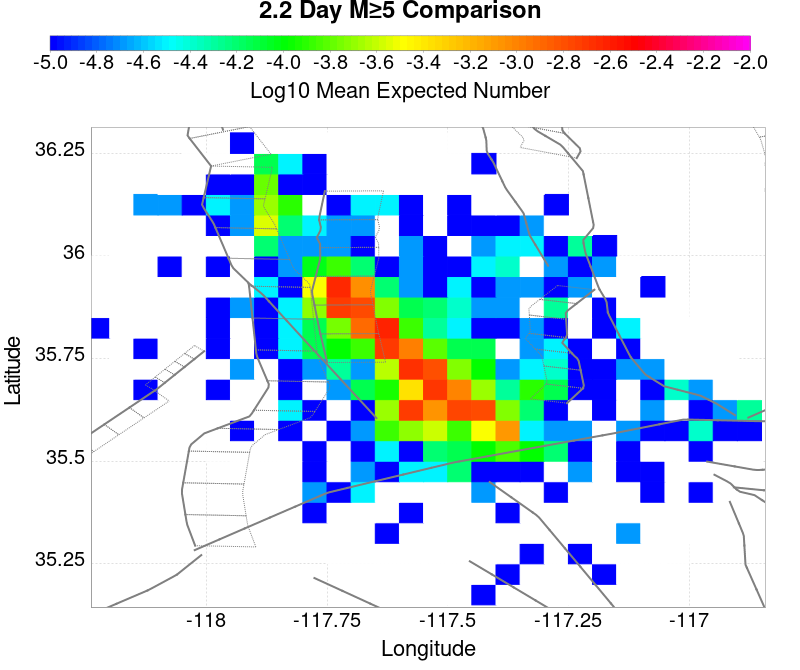 2.2 Day M≥5 Comparison
-5.0 -4.8 -4.6 -4.4 -4.2 -4.0 -3.8 -3.6 -3.4 -3.2 -3.0 -2.8 -2.6 -2.4 -2.2 -2.0
Log10 Mean Expected Number
36.25
36
35.75
35.5
35.25
Latitude
-118 -117.75 -117.5 -117.25 -117
Longitude